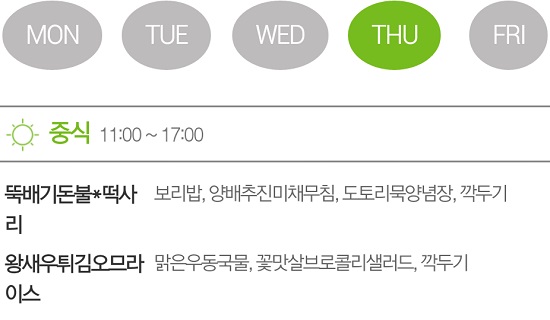 MON TUE WED THU FRI
중식 11:00 ~ 17:00
뚝배기돈불*떡사 보리밥, 양배추진미채무침, 도토리묵양념장, 깍두기
리
왕새우튀김오므라 맑은우동국물, 꽃맛살브로콜리샐러드, 깍두기
이스